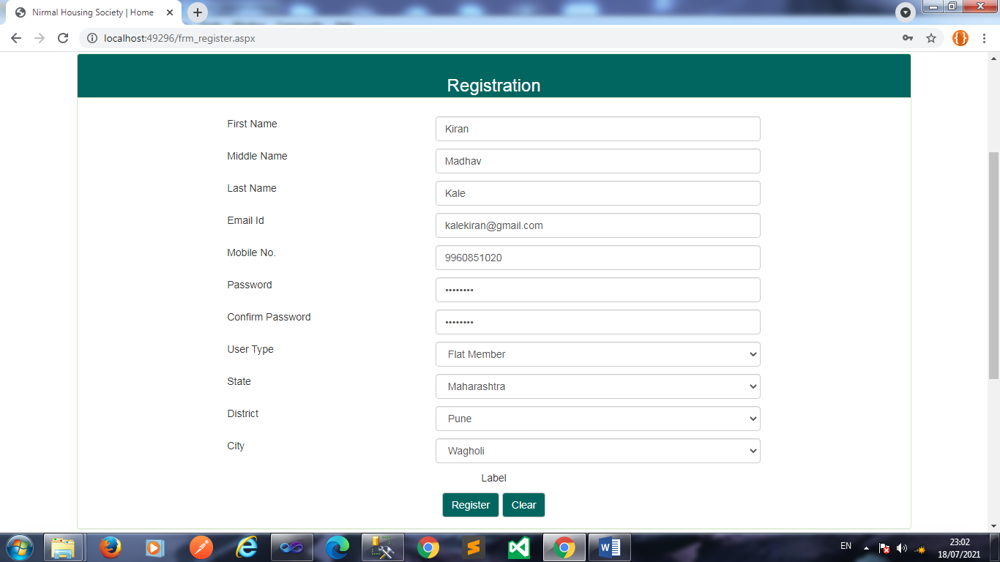 Nirmal Housing Society | Home
localhost:49296/frm_register.aspx
Registration
First Name Kiran
Middle Name Madhav
Last Name Kale
Email Id kalekiran@gmail.com
Mobile No. 9960851020
Password ••••••••
Confirm Password ••••••••
User Type Flat Member
State Maharashtra
District Pune
City Wagholi
Label
Register Clear
EN 23:02
18/07/2021